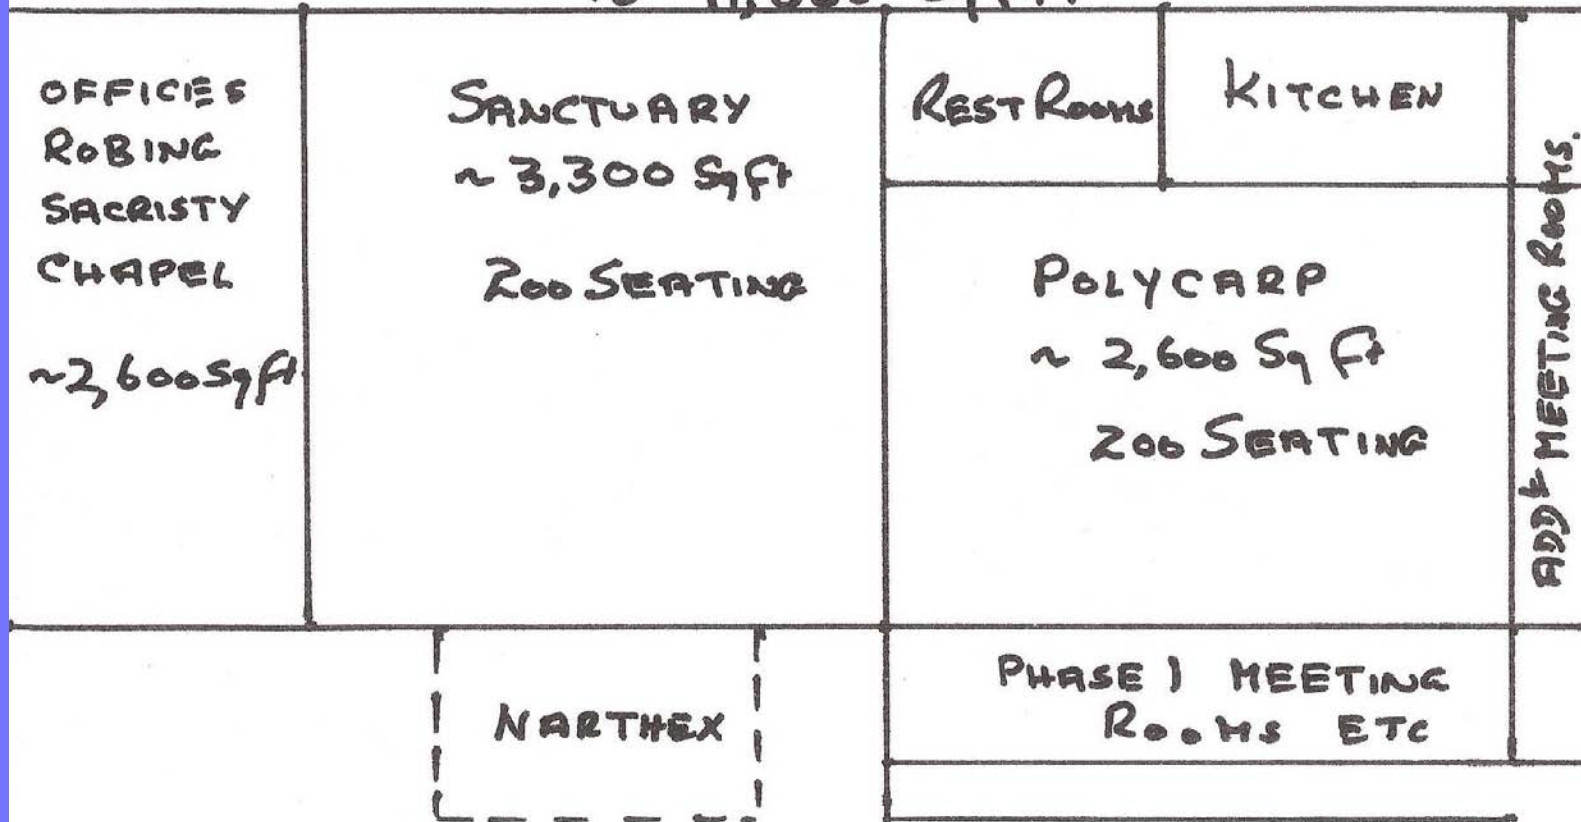 OFFICES
ROBING
SACRISTY
CHAPEL
~2,600 Sq ft
SANCTUARY
~ 3,300 Sq Ft
200 SEATING
REST ROOMS
KITCHEN
POLYCARP
~ 2,600 Sq Ft
200 SEATING
MEETING ROOMS.
NARTHEX
PHASE 1 MEETING
ROOMS ETC